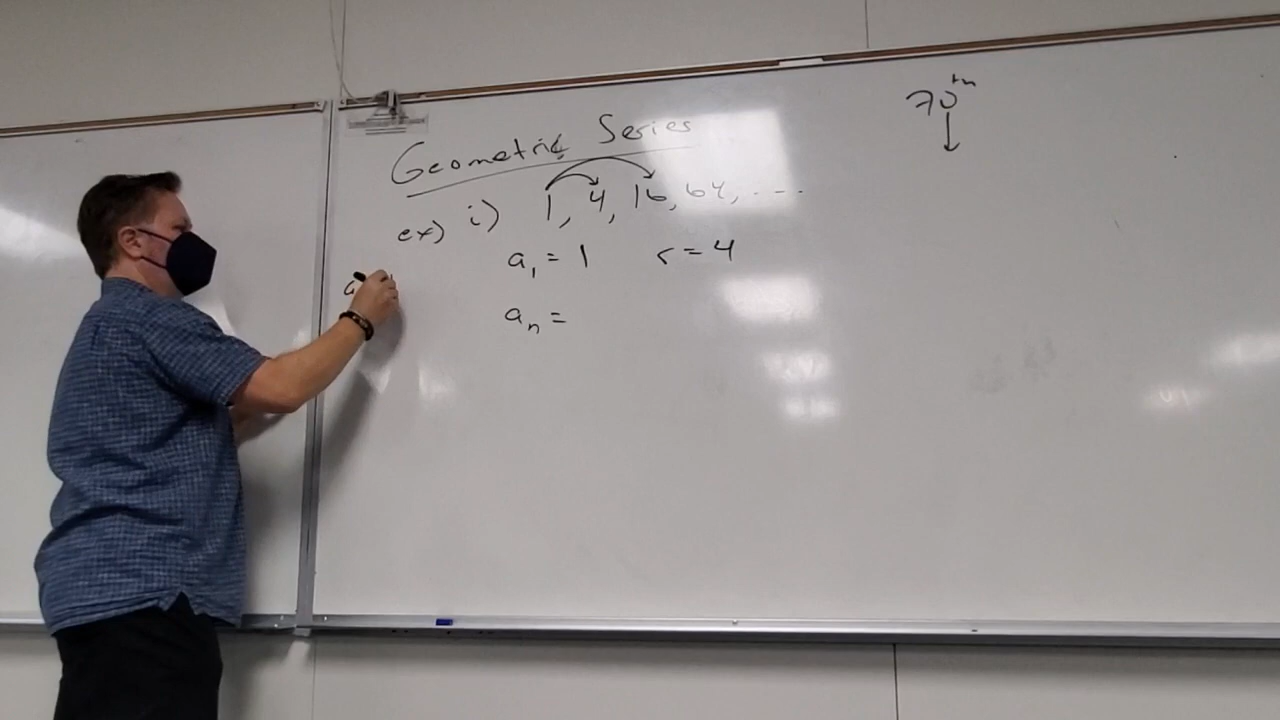 70th
Geometric Series
ex) i) 1, 4, 16, 64, ...
a₁ = 1 r = 4
a
aₙ =